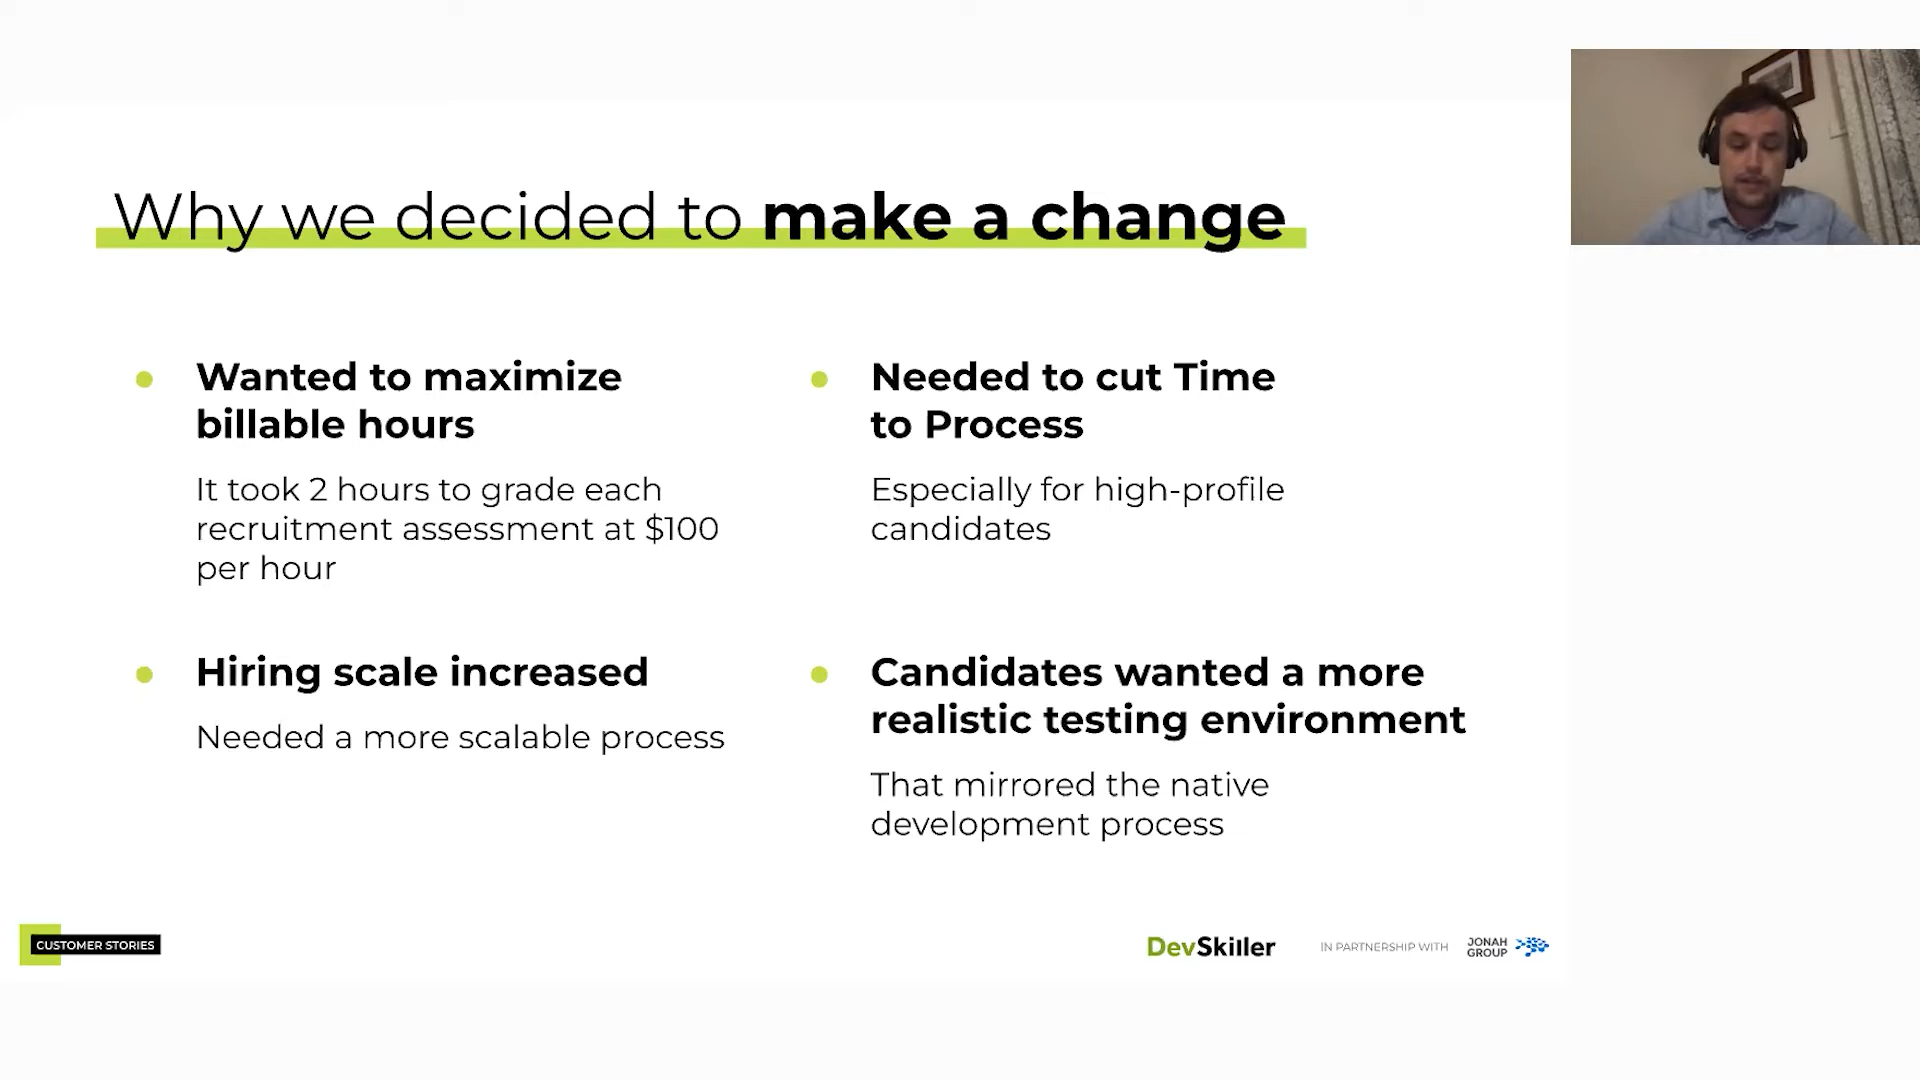 Why we decided to make a change
Wanted to maximize
billable hours
It took 2 hours to grade each
recruitment assessment at $100
per hour
Needed to cut Time
to Process
Especially for high-profile
candidates
Hiring scale increased
Needed a more scalable process
Candidates wanted a more
realistic testing environment
That mirrored the native
development process
CUSTOMER STORIES
DevSkiller
IN PARTNERSHIP WITH
JONAH
GROUP